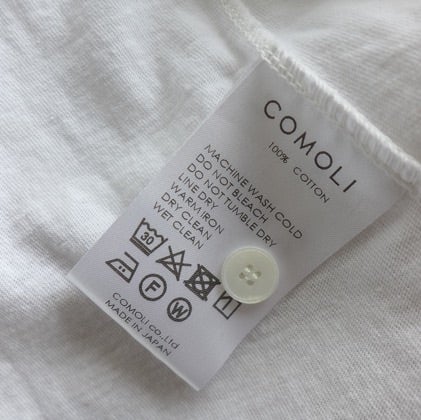 COMOLI
100% COTTON
MACHINE WASH COLD
DO NOT BLEACH
DO NOT TUMBLE DRY
LINE DRY
WARM IRON
DRY CLEAN
WET CLEAN
30
F W
COMOLI co.,Ltd
MADE IN JAPAN